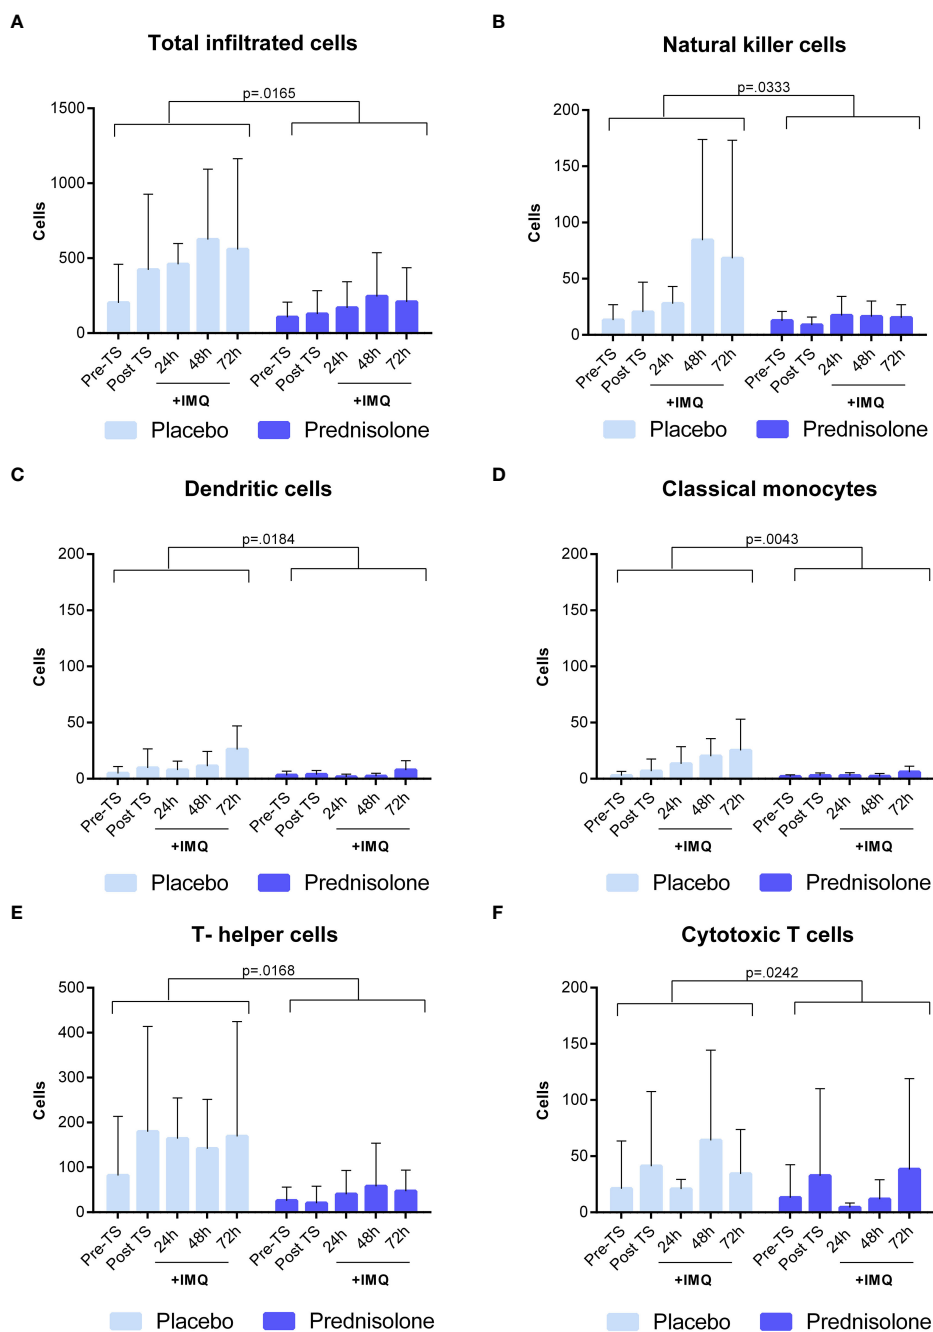 A
Total infiltrated cells
p=.0165
Cells
1500
1000
500
0
Pre-TS
Post TS
24h
48h
72h
Pre-TS
Post TS
24h
48h
72h
+IMQ
+IMQ
Placebo
Prednisolone
B
Natural killer cells
p=.0333
Cells
200
150
100
50
0
Pre-TS
Post TS
24h
48h
72h
Pre-TS
Post TS
24h
48h
72h
+IMQ
+IMQ
Placebo
Prednisolone
C
Dendritic cells
p=.0184
Cells
200
150
100
50
0
Pre-TS
Post TS
24h
48h
72h
Pre-TS
Post TS
24h
48h
72h
+IMQ
+IMQ
Placebo
Prednisolone
D
Classical monocytes
p=.0043
Cells
200
150
100
50
0
Pre-TS
Post TS
24h
48h
72h
Pre-TS
Post TS
24h
48h
72h
+IMQ
+IMQ
Placebo
Prednisolone
E
T- helper cells
p=.0168
Cells
500
400
300
200
100
0
Pre-TS
Post TS
24h
48h
72h
Pre-TS
Post TS
24h
48h
72h
+IMQ
+IMQ
Placebo
Prednisolone
F
Cytotoxic T cells
p=.0242
Cells
200
150
100
50
0
Pre-TS
Post TS
24h
48h
72h
Pre-TS
Post TS
24h
48h
72h
+IMQ
+IMQ
Placebo
Prednisolone